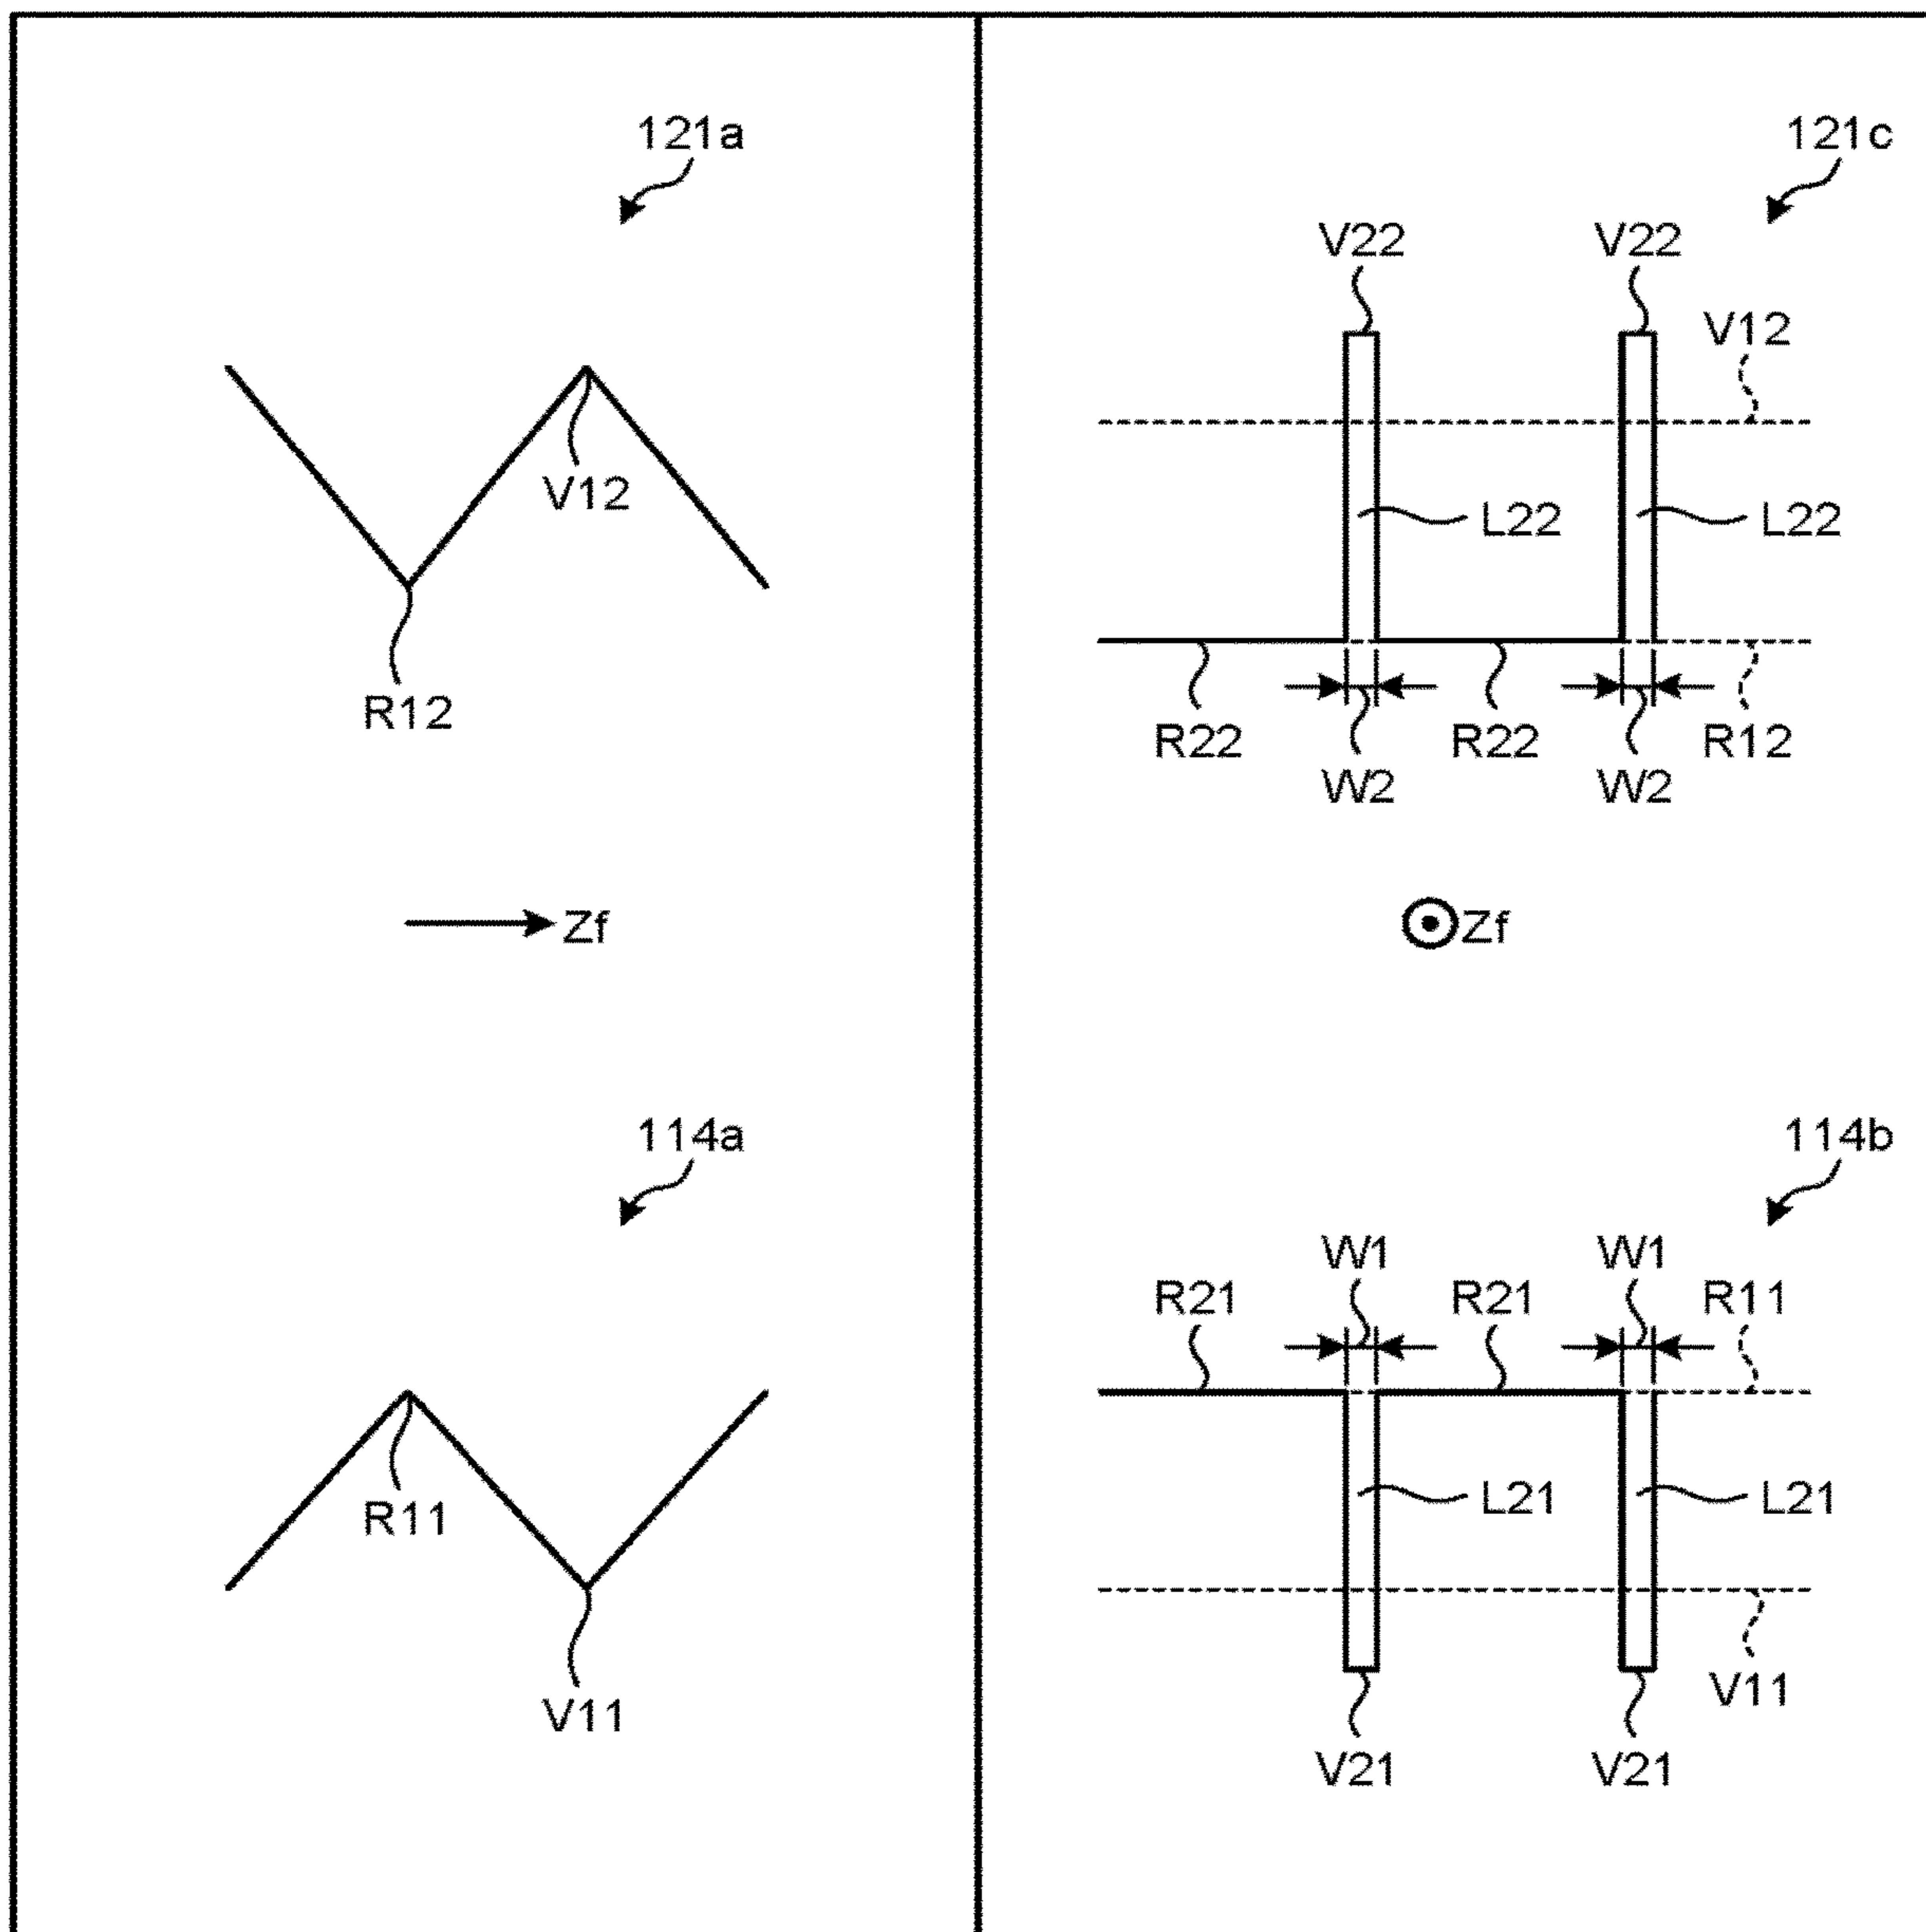 121a
V12
R12
Zf
114a
R11
V11
121c
V22 V22
V12
L22 L22
R22 R22 R12
W2 W2
Zf
114b
W1 W1
R21 R21 R11
L21 L21
V11
V21 V21